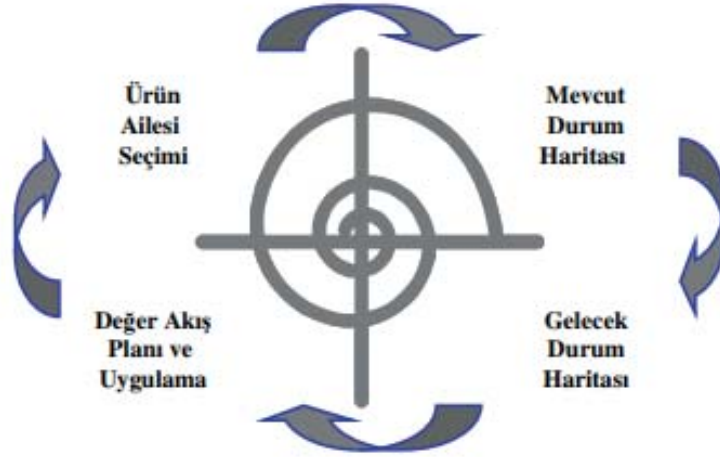 Ürün
Ailesi
Seçimi
Mevcut
Durum
Haritası
Değer Akış
Planı ve
Uygulama
Gelecek
Durum
Haritası